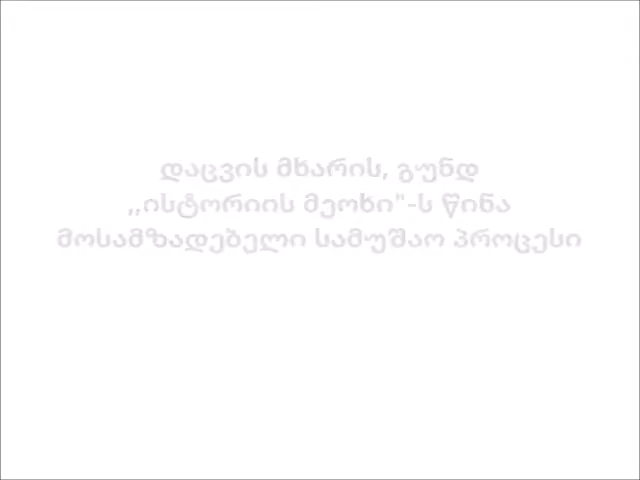 დაცვის მხარის, გუნდ
,,ისტორიის მეოხი"-ს წინა
მოსამზადებელი სამუშაო პროცესი